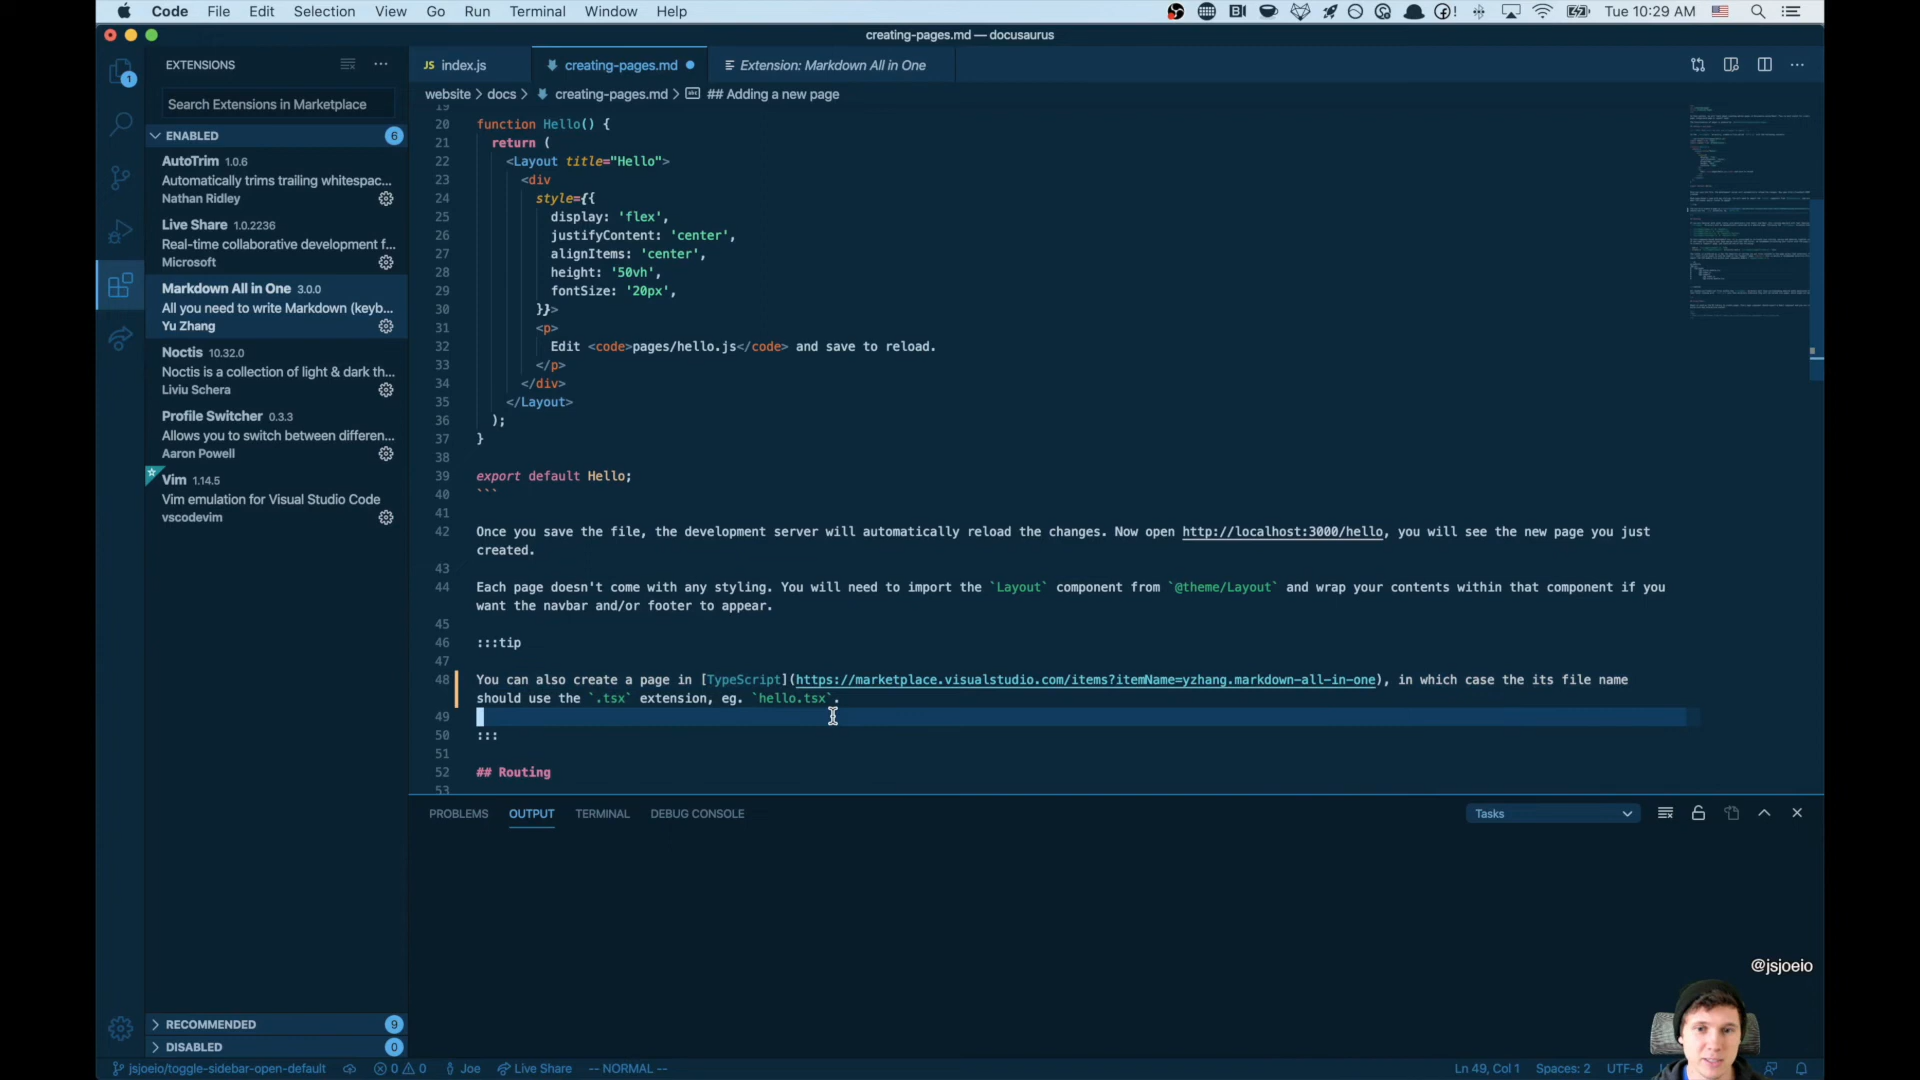 Code File Edit Selection View Go Run Terminal Window Help
Tue 10:29 AM
creating-pages.md — docusaurus
EXTENSIONS
Search Extensions in Marketplace
ENABLED 6
AutoTrim 1.0.6
Automatically trims trailing whitespac...
Nathan Ridley
Live Share 1.0.2236
Real-time collaborative development f...
Microsoft
Markdown All in One 3.0.0
All you need to write Markdown (keyb...
Yu Zhang
Noctis 10.32.0
Noctis is a collection of light & dark th...
Liviu Schera
Profile Switcher 0.3.3
Allows you to switch between differen...
Aaron Powell
Vim 1.14.5
Vim emulation for Visual Studio Code
vscodevim
RECOMMENDED 9
DISABLED 0
1
JS index.js creating-pages.md Extension: Markdown All in One
website > docs > creating-pages.md > ## Adding a new page
19
20 function Hello() {
21 return (
22 <Layout title="Hello">
23 <div
24 style={{
25 display: 'flex',
26 justifyContent: 'center',
27 alignItems: 'center',
28 height: '50vh',
29 fontSize: '20px',
30 }}>
31 <p>
32 Edit <code>pages/hello.js</code> and save to reload.
33 </p>
34 </div>
35 </Layout>
36 );
37 }
38
39 export default Hello;
40 ```
41
42 Once you save the file, the development server will automatically reload the changes. Now open http://localhost:3000/hello, you will see the new page you just
created.
43
44 Each page doesn't come with any styling. You will need to import the `Layout` component from `@theme/Layout` and wrap your contents within that component if you
want the navbar and/or footer to appear.
45
46 :::tip
47
48 You can also create a page in [TypeScript](https://marketplace.visualstudio.com/items?itemName=yzhang.markdown-all-in-one), in which case the its file name
should use the `.tsx` extension, eg. `hello.tsx`.
49
50 :::
51
52 ## Routing
53
PROBLEMS OUTPUT TERMINAL DEBUG CONSOLE Tasks
@jsjoeio
jsjoeio/toggle-sidebar-open-default 0 0 Joe Live Share -- NORMAL -- Ln 49, Col 1 Spaces: 2 UTF-8